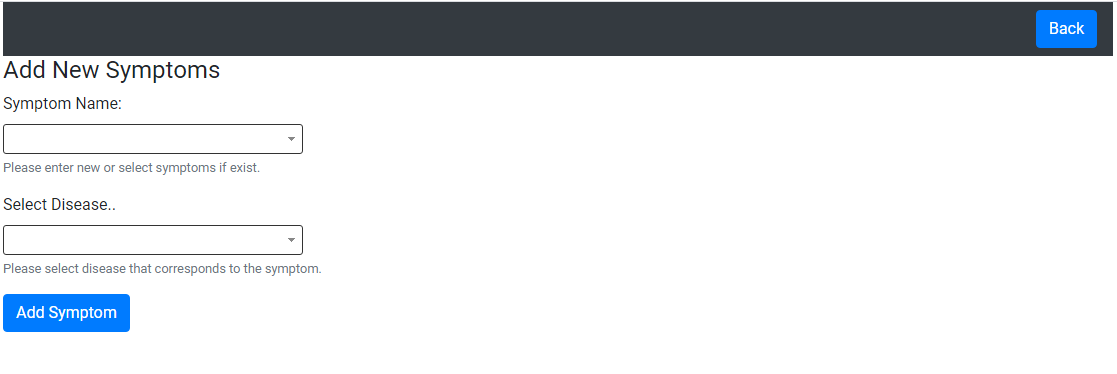 Back
Add New Symptoms
Symptom Name:
Please enter new or select symptoms if exist.
Select Disease..
Please select disease that corresponds to the symptom.
Add Symptom